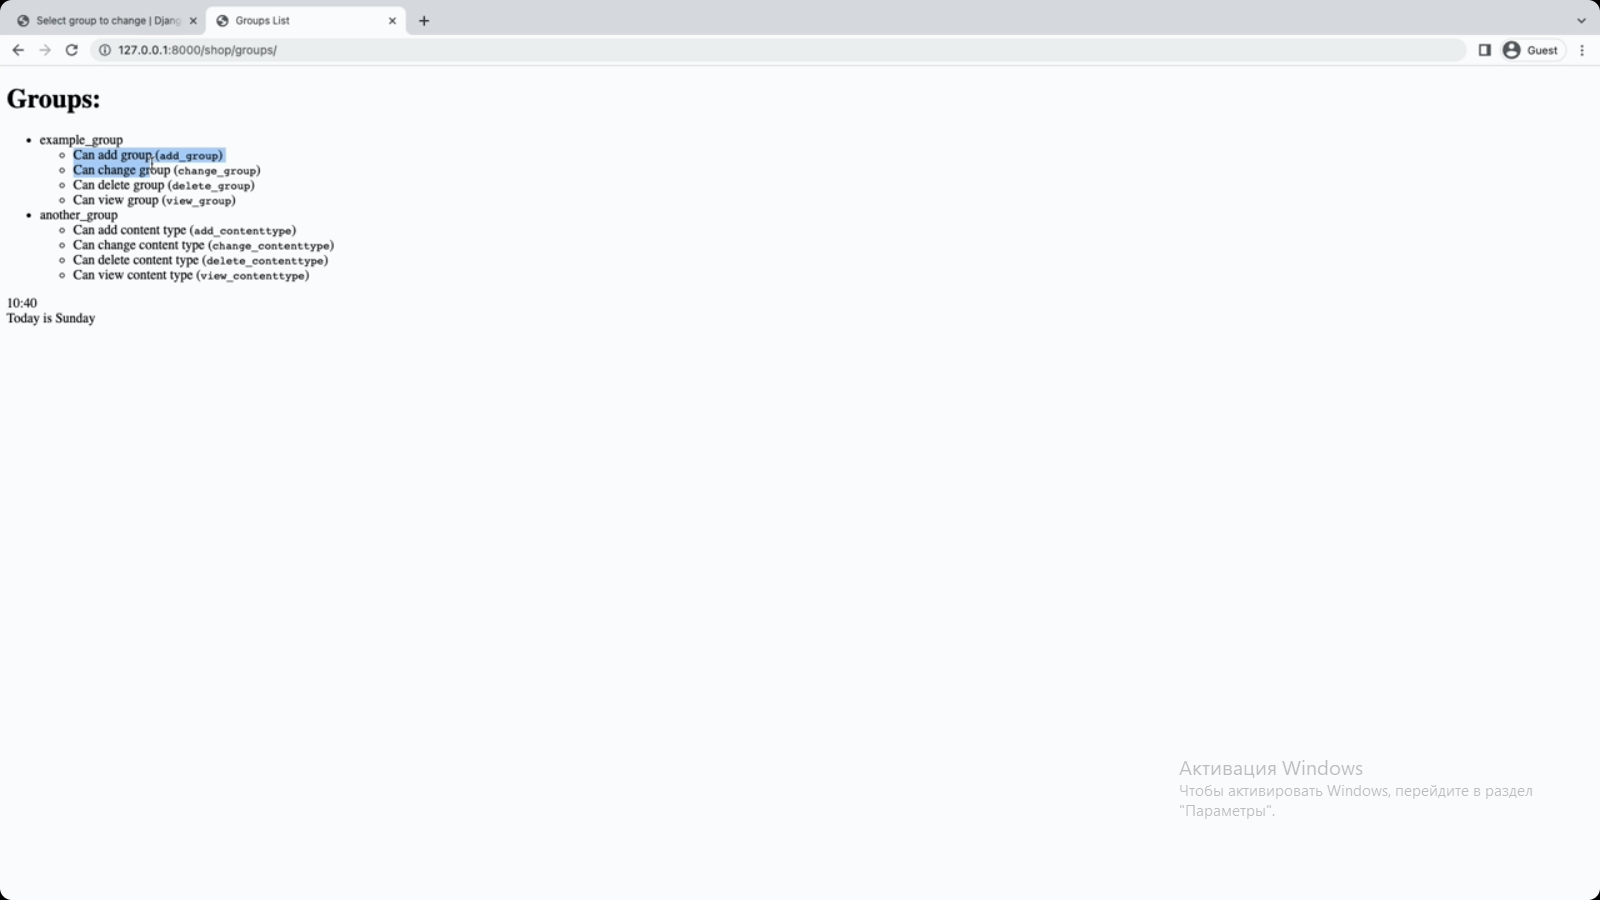 Select group to change | Djang
Groups List
127.0.0.1:8000/shop/groups/
Guest
Groups:
example_group
Can add group (add_group)
Can change group (change_group)
Can delete group (delete_group)
Can view group (view_group)
another_group
Can add content type (add_contenttype)
Can change content type (change_contenttype)
Can delete content type (delete_contenttype)
Can view content type (view_contenttype)
10:40
Today is Sunday
Активация Windows
Чтобы активировать Windows, перейдите в раздел
"Параметры".